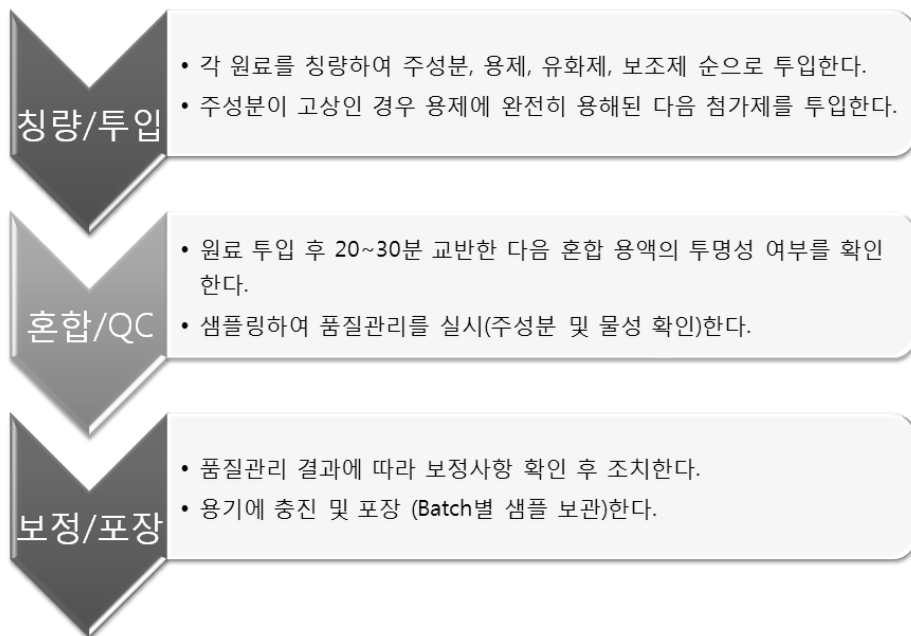 칭량/투입
• 각 원료를 칭량하여 주성분, 용제, 유화제, 보조제 순으로 투입한다.
• 주성분이 고상인 경우 용제에 완전히 용해된 다음 첨가제를 투입한다.
혼합/QC
• 원료 투입 후 20~30분 교반한 다음 혼합 용액의 투명성 여부를 확인
한다.
• 샘플링하여 품질관리를 실시(주성분 및 물성 확인)한다.
보정/포장
• 품질관리 결과에 따라 보정사항 확인 후 조치한다.
• 용기에 충진 및 포장 (Batch별 샘플 보관)한다.